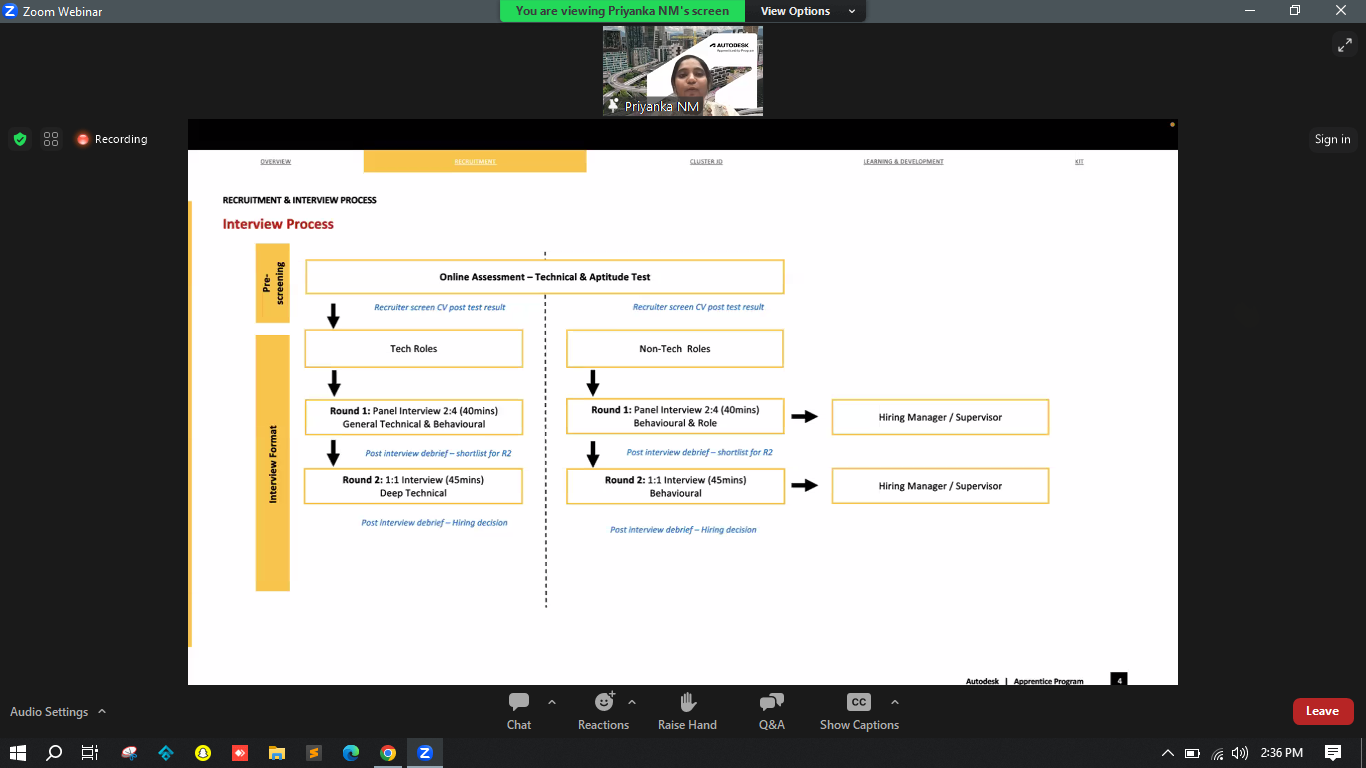 Zoom Webinar
You are viewing Priyanka NM's screen
View Options
AUTODESK
Priyanka NM
Recording
Sign in
OVERVIEW
RECRUITMENT
CLUSTER JD
LEARNING & DEVELOPMENT
KIT
RECRUITMENT & INTERVIEW PROCESS
Interview Process
Pre-
screening
Online Assessment – Technical & Aptitude Test
Recruiter screen CV post test result
Recruiter screen CV post test result
Interview Format
Tech Roles
Non-Tech Roles
Round 1: Panel Interview 2:4 (40mins)
General Technical & Behavioural
Round 1: Panel Interview 2:4 (40mins)
Behavioural & Role
Hiring Manager / Supervisor
Post interview debrief – shortlist for R2
Post interview debrief – shortlist for R2
Round 2: 1:1 Interview (45mins)
Deep Technical
Round 2: 1:1 Interview (45mins)
Behavioural
Hiring Manager / Supervisor
Post interview debrief – Hiring decision
Post interview debrief – Hiring decision
Autodesk | Apprentice Program 4
Audio Settings
Chat
Reactions
Raise Hand
Q&A
CC
Show Captions
Leave
2:36 PM